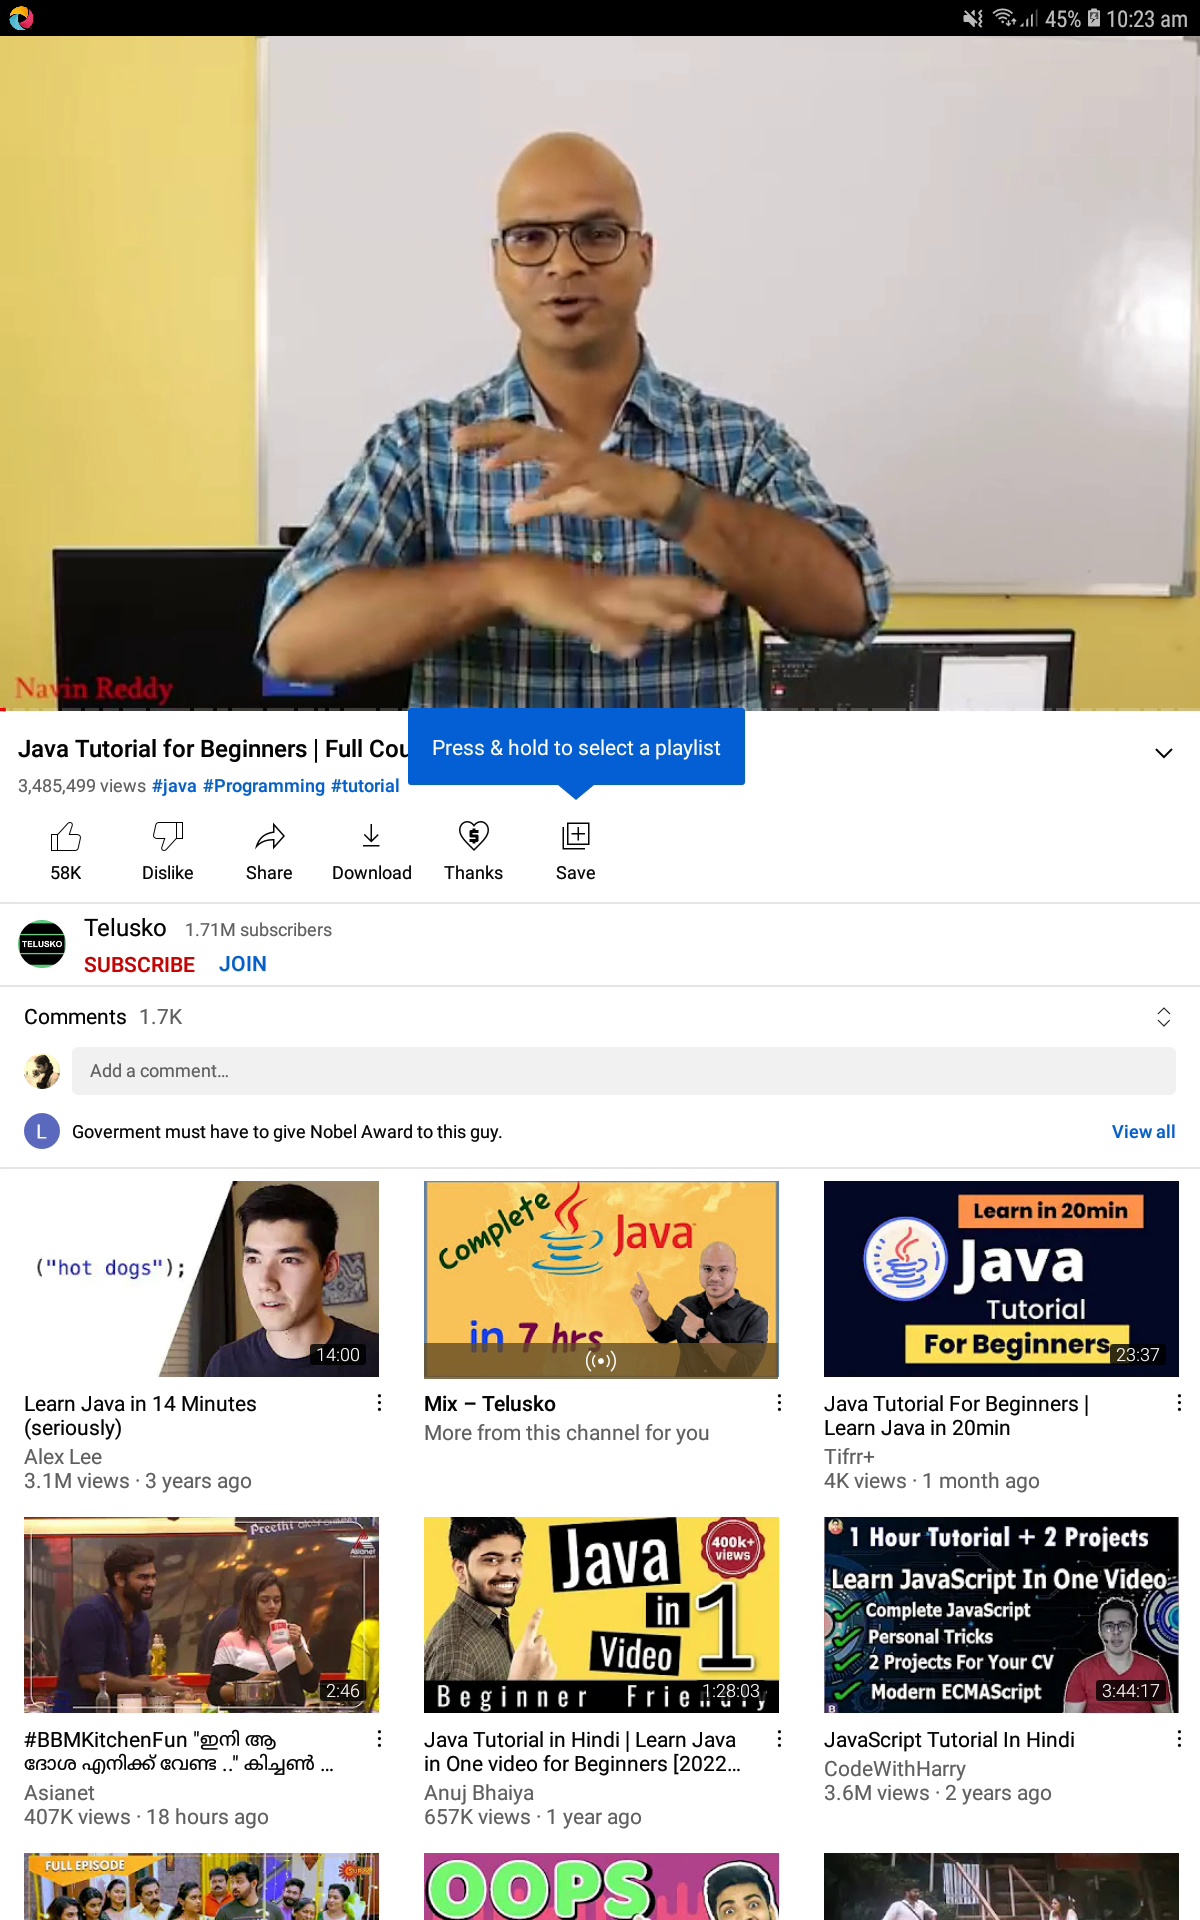 45% 10:23 am
Navin Reddy
Java Tutorial for Beginners | Full Cou
Press & hold to select a playlist
3,485,499 views #java #Programming #tutorial
58K
Dislike
Share
Download
Thanks
Save
TELUSKO
Telusko 1.71M subscribers
SUBSCRIBE JOIN
Comments 1.7K
Add a comment...
L
Goverment must have to give Nobel Award to this guy.
View all
("hot dogs");
14:00
Learn Java in 14 Minutes
(seriously)
Alex Lee
3.1M views · 3 years ago
Complete
Java
in 7 hrs
Mix – Telusko
More from this channel for you
Learn in 20min
Java
Tutorial
For Beginners
23:37
Java Tutorial For Beginners |
Learn Java in 20min
Tifrr+
4K views · 1 month ago
Preethi
Asianet
2:46
#BBMKitchenFun "ഇനി ആ
ദോശ എനിക്ക് വേണ്ട .." കിച്ചൺ ...
Asianet
407K views · 18 hours ago
Java
in 1
Video
400k+
views
Beginner
1:28:03
Java Tutorial in Hindi | Learn Java
in One video for Beginners [2022...
Anuj Bhaiya
657K views · 1 year ago
1 Hour Tutorial + 2 Projects
Learn JavaScript In One Video
Complete JavaScript
Personal Tricks
2 Projects For Your CV
Modern ECMAScript
3:44:17
JavaScript Tutorial In Hindi
CodeWithHarry
3.6M views · 2 years ago
FULL EPISODE
OOPS